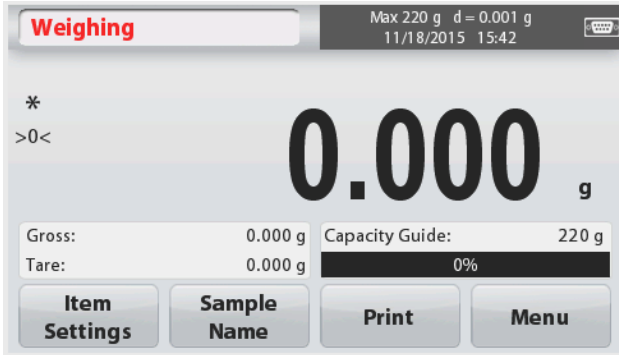 Weighing
Max 220 g d = 0.001 g
11/18/2015 15:42
*
>0<
0.000 g
Gross: 0.000 g
Tare: 0.000 g
Capacity Guide: 220 g
0%
Item Settings
Sample Name
Print
Menu